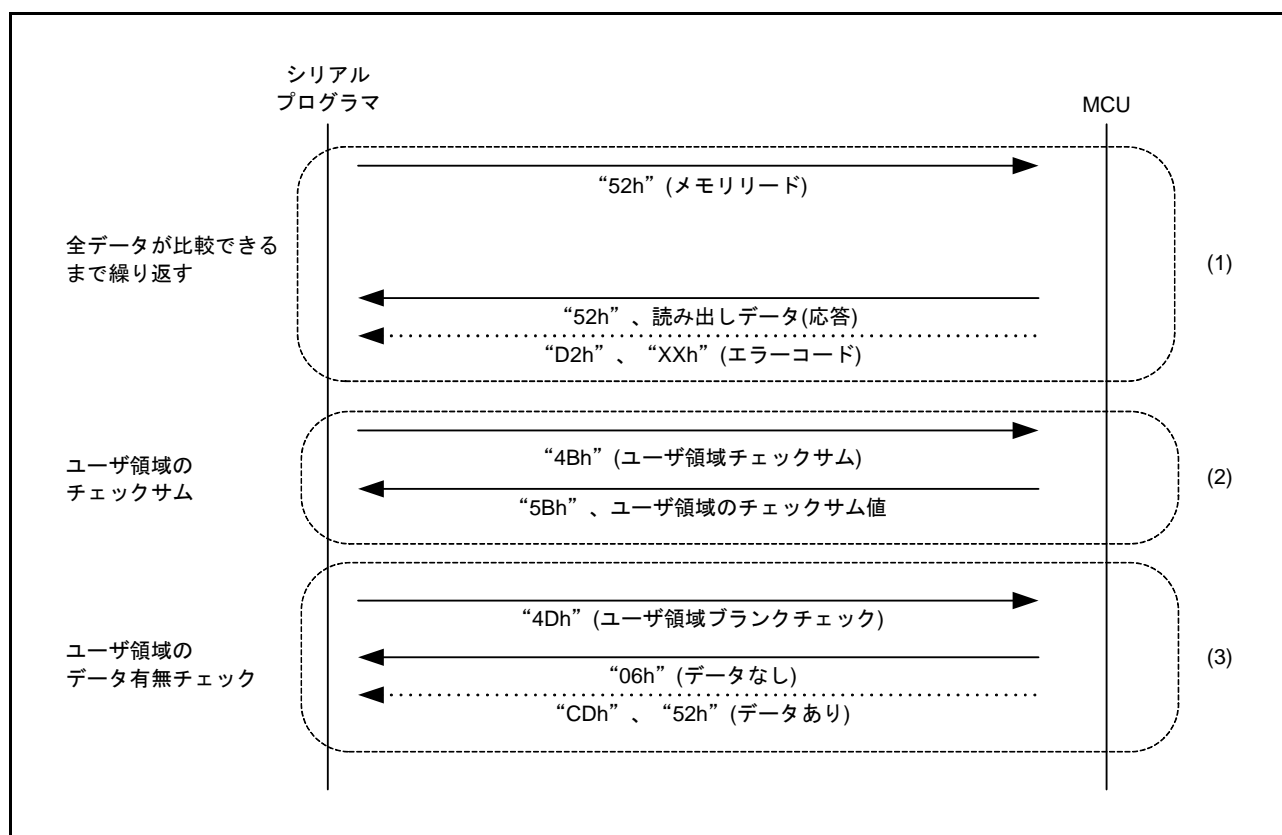 シリアル
プログラマ
MCU
“52h” (メモリリード)
全データが比較できる
まで繰り返す
(1)
“52h” 、読み出しデータ(応答)
“D2h” 、 “XXh” (エラーコード)
“4Bh” (ユーザ領域チェックサム)
ユーザ領域の
チェックサム
(2)
“5Bh” 、ユーザ領域のチェックサム値
“4Dh” (ユーザ領域ブランクチェック)
ユーザ領域の
データ有無チェック
(3)
“06h” (データなし)
“CDh” 、 “52h” (データあり)